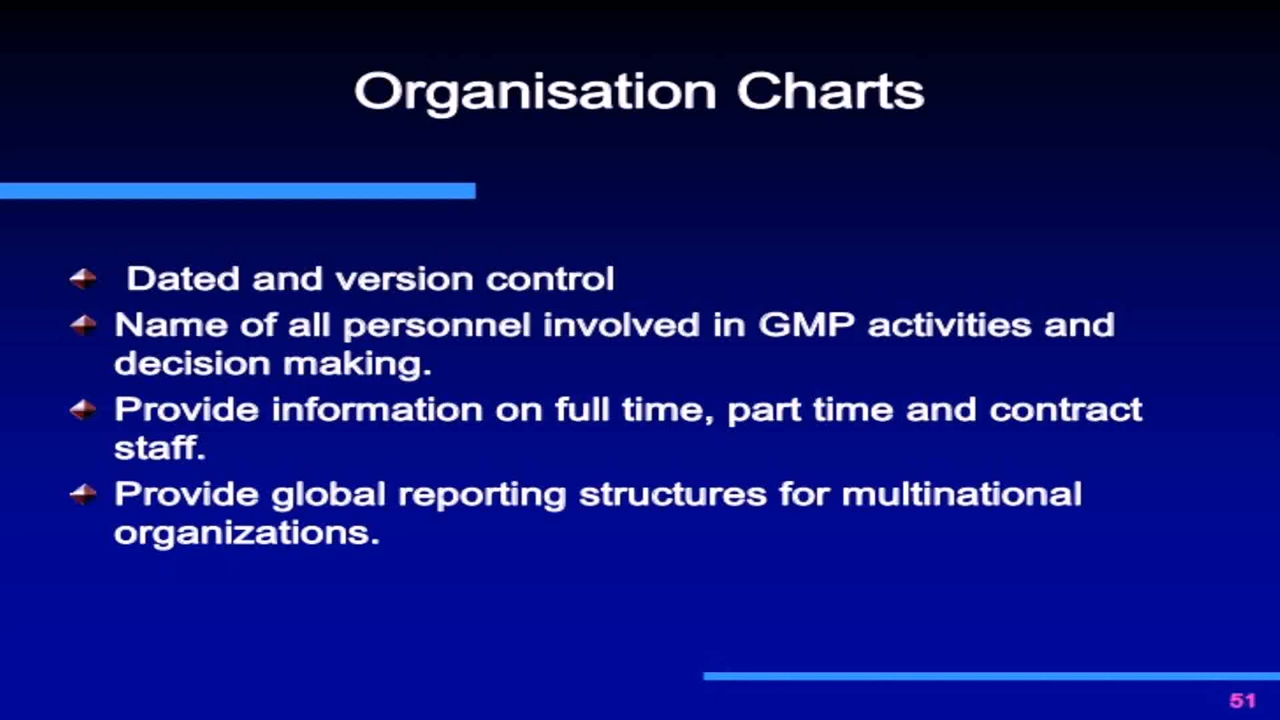 Organisation Charts
Dated and version control
Name of all personnel involved in GMP activities and
decision making.
Provide information on full time, part time and contract
staff.
Provide global reporting structures for multinational
organizations.
51